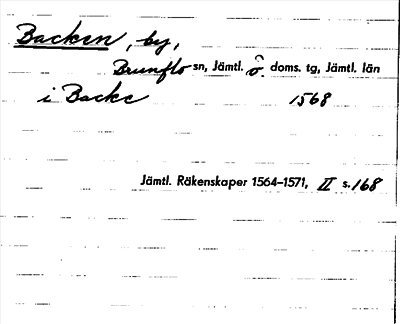 Backen, by,
Brunflo sn, Jämtl. ö. doms. tg, Jämtl. län
i Backe 1568
Jämtl. Räkenskaper 1564–1571, II s. 168